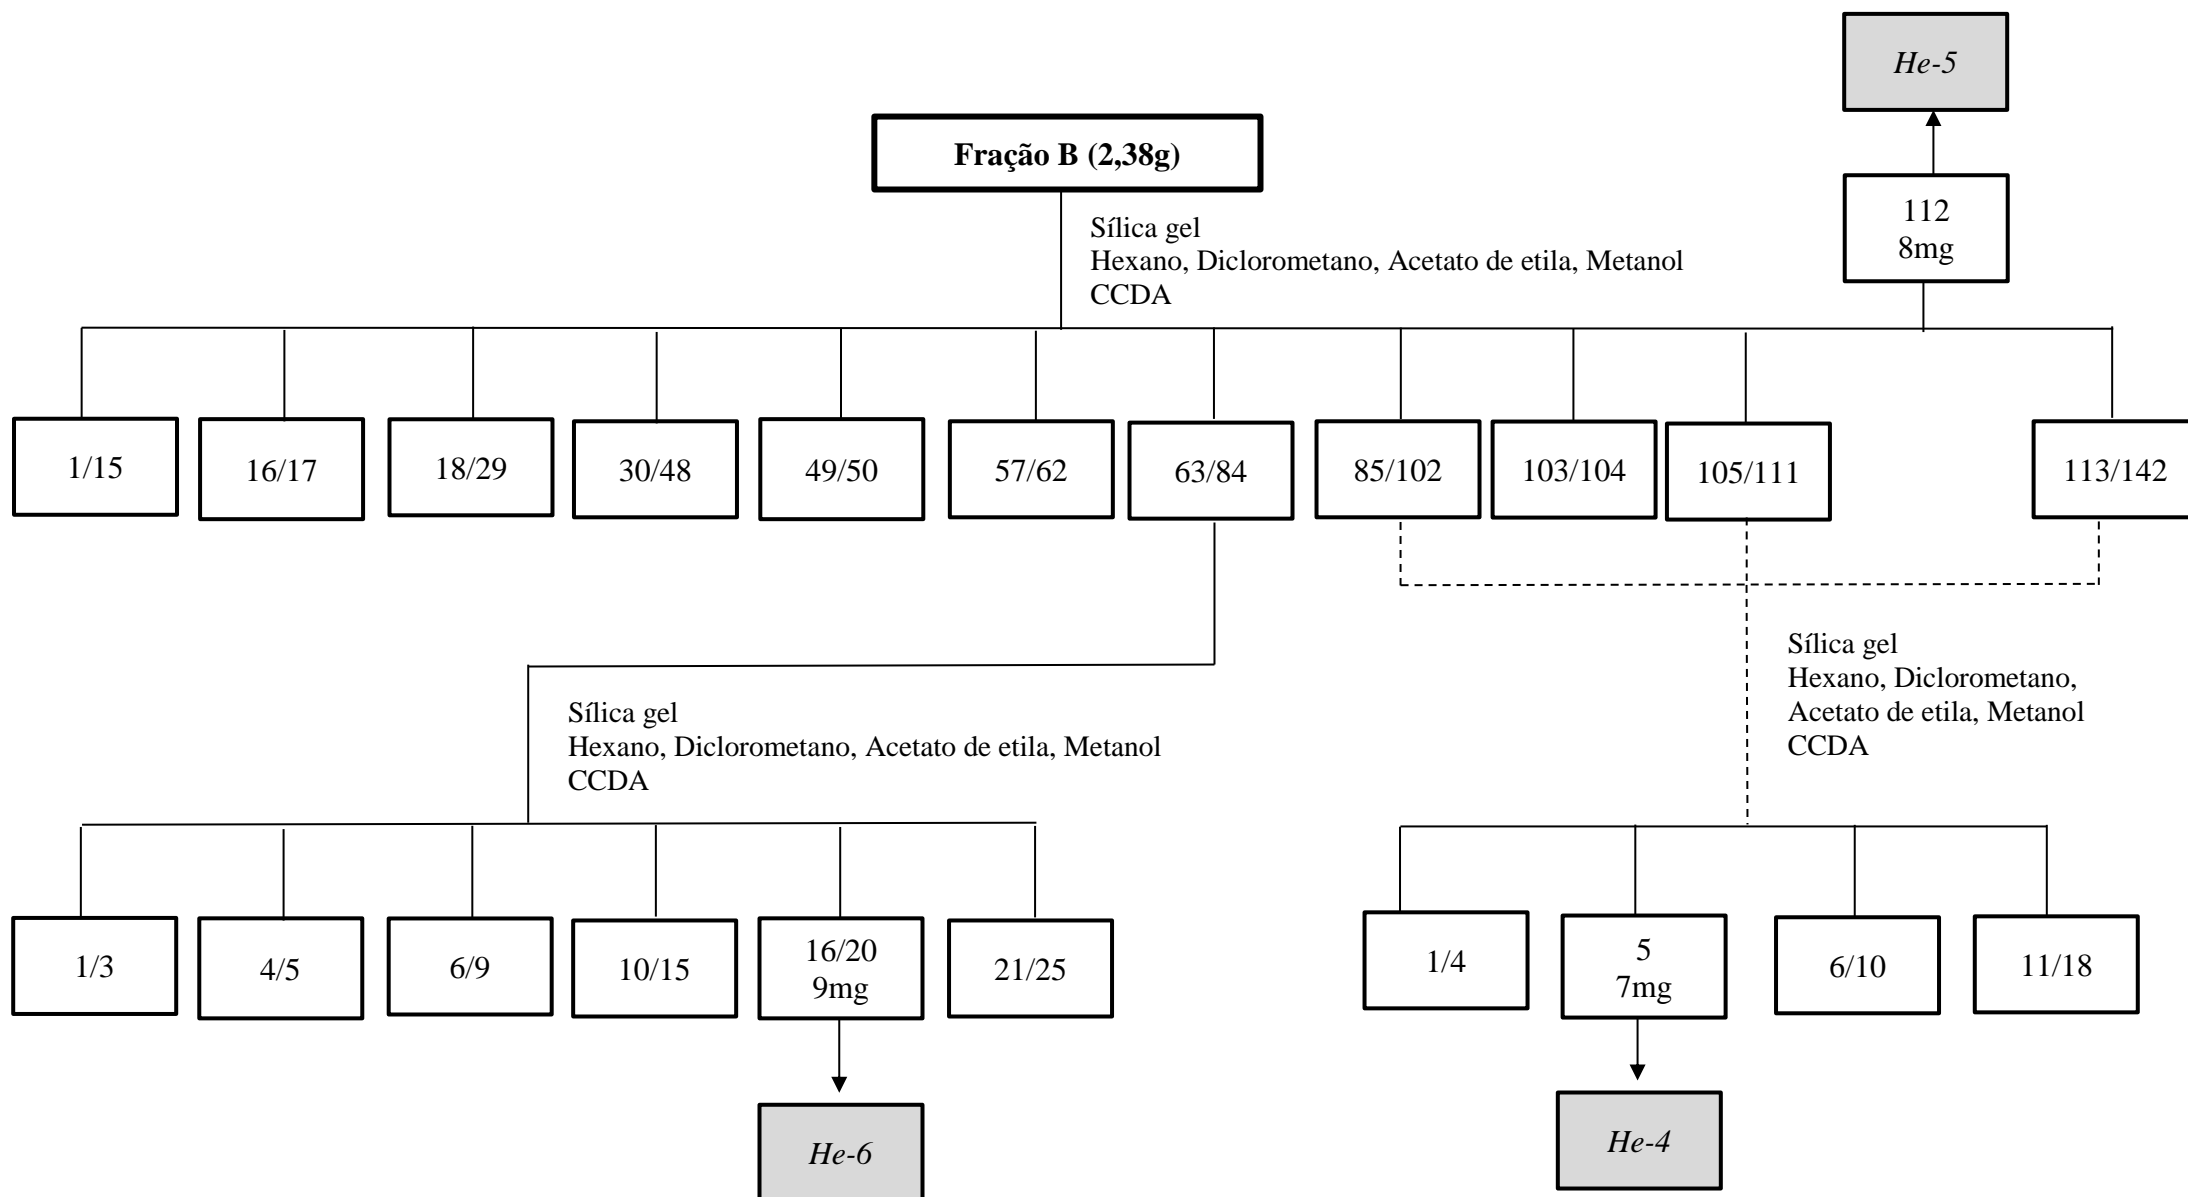 He-5
Fração B (2,38g)
112
8mg
Sílica gel
Hexano, Diclorometano, Acetato de etila, Metanol
CCDA
1/15
16/17
18/29
30/48
49/50
57/62
63/84
85/102
103/104
105/111
113/142
Sílica gel
Hexano, Diclorometano,
Acetato de etila, Metanol
CCDA
Sílica gel
Hexano, Diclorometano, Acetato de etila, Metanol
CCDA
1/3
4/5
6/9
10/15
16/20
9mg
21/25
1/4
5
7mg
6/10
11/18
He-6
He-4